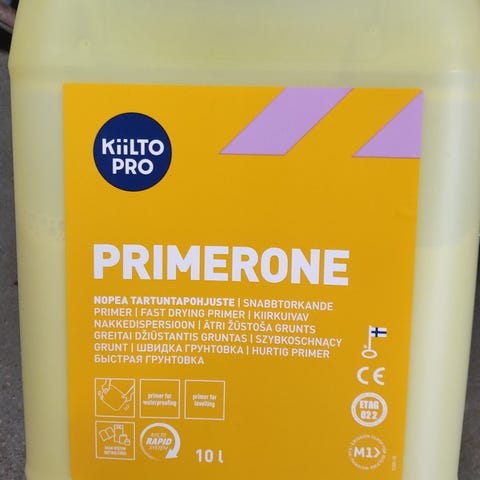 KiiLTO
PRO
PRIMERONE
NOPEA TARTUNTAPOHJUSTE | SNABBTORKANDE
PRIMER | FAST DRYING PRIMER | KIIRKUIVAV
NAKKEDISPERSIOON | ĀTRI ŽŪSTOŠA GRUNTS
GREITAI DŽIŪSTANTIS GRUNTAS | SZYBKOSCHNĄCY
GRUNT | ШВИДКА ГРУНТОВКА | HURTIG PRIMER
БЫСТРАЯ ГРУНТОВКА
primer for
waterproofing
primer for
levelling
KIILTO
RAPID
SYSTEM
10 l
CE
ETAG
022
M1